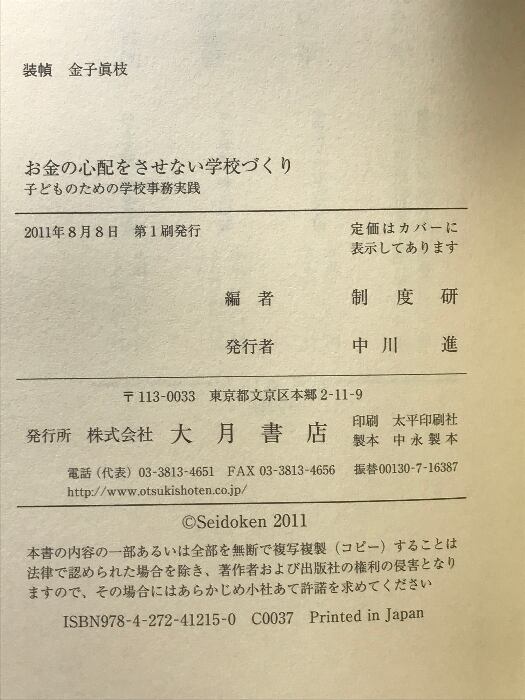 装幀　金子眞枝
お金の心配をさせない学校づくり
子どものための学校事務実践
2011年8月8日　第1刷発行
定価はカバーに
表示してあります
編者　制度研
発行者　中川　進
〒113-0033　東京都文京区本郷2-11-9
発行所　株式会社　大月書店
印刷　太平印刷社
製本　中永製本
電話（代表）03-3813-4651　FAX 03-3813-4656　振替00130-7-16387
http://www.otsukishoten.co.jp/
©Seidoken 2011
本書の内容の一部あるいは全部を無断で複写複製（コピー）することは
法律で認められた場合を除き、著作者および出版社の権利の侵害となり
ますので、その場合にはあらかじめ小社あて許諾を求めてください
ISBN978-4-272-41215-0　C0037　Printed in Japan